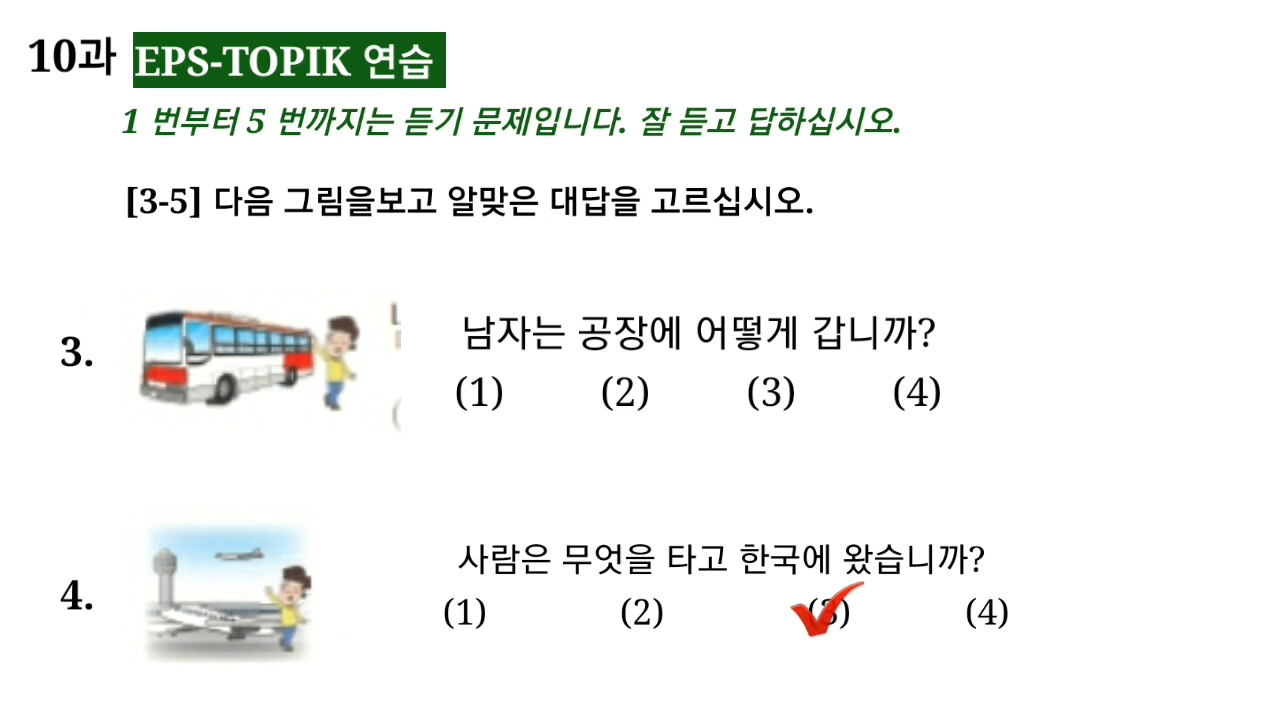 10과 EPS-TOPIK 연습
1 번부터 5 번까지는 듣기 문제입니다. 잘 듣고 답하십시오.
[3-5] 다음 그림을보고 알맞은 대답을 고르십시오.
3. 남자는 공장에 어떻게 갑니까?
(1) (2) (3) (4)
4. 사람은 무엇을 타고 한국에 왔습니까?
(1) (2) (3) (4)